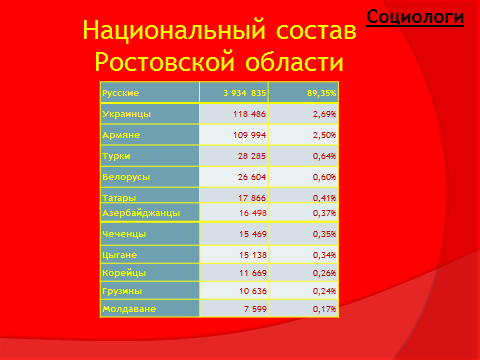 Социологи
Национальный состав
Ростовской области
Русские 3 934 835 89,35%
Украинцы 118 486 2,69%
Армяне 109 994 2,50%
Турки 28 285 0,64%
Белорусы 26 604 0,60%
Татары 17 866 0,41%
Азербайджанцы 16 498 0,37%
Чеченцы 15 469 0,35%
Цыгане 15 138 0,34%
Корейцы 11 669 0,26%
Грузины 10 636 0,24%
Молдаване 7 599 0,17%